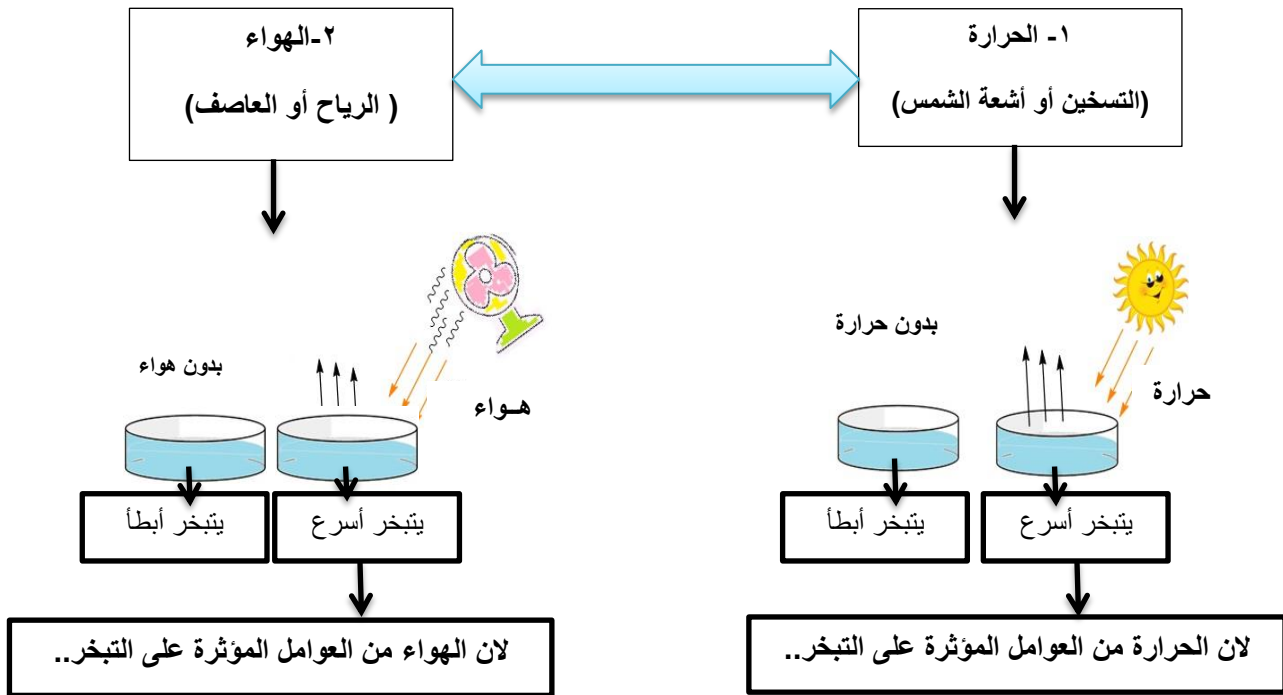 ١- الحرارة
(التسخين أو أشعة الشمس)
٢-الهواء
( الرياح أو العاصف)
بدون حرارة
حرارة
يتبخر أسرع
يتبخر أبطأ
لان الحرارة من العوامل المؤثرة على التبخر..
بدون هواء
هـواء
يتبخر أسرع
يتبخر أبطأ
لان الهواء من العوامل المؤثرة على التبخر..